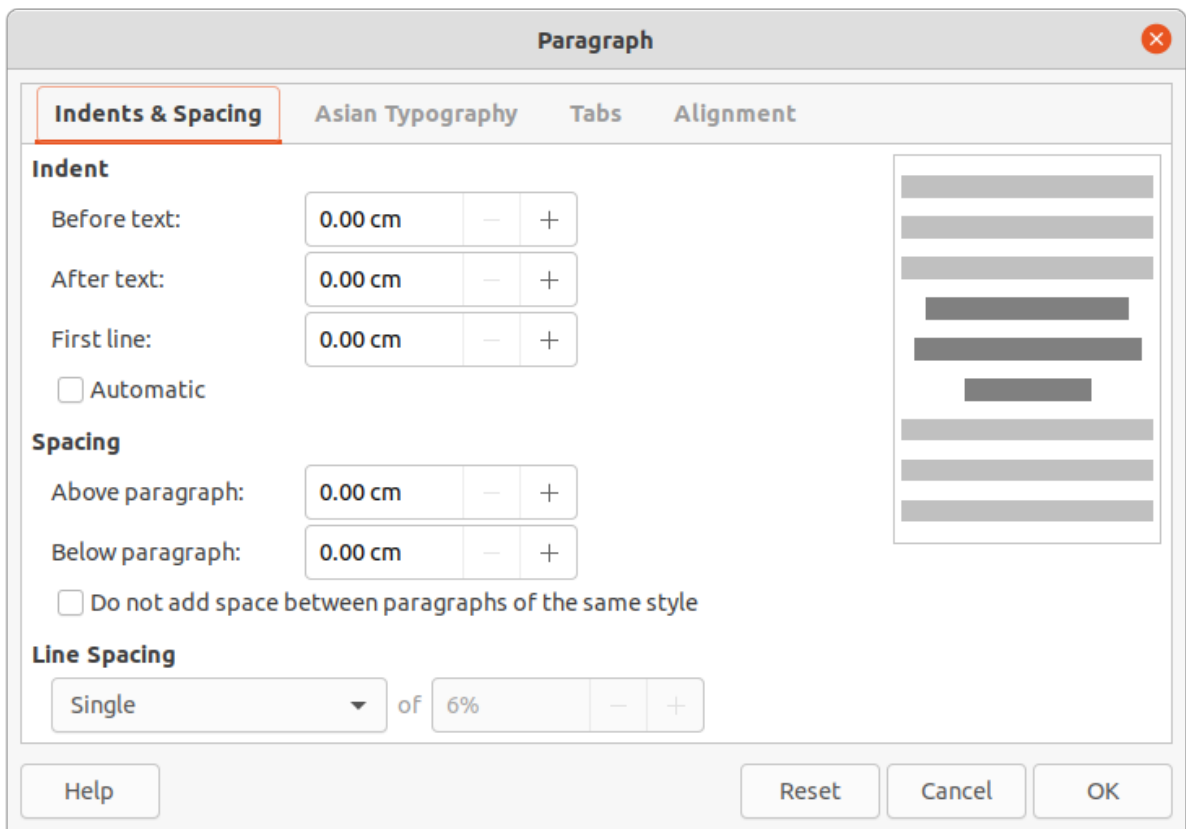 Paragraph
Indents & Spacing Asian Typography Tabs Alignment
Indent
Before text: 0.00 cm
After text: 0.00 cm
First line: 0.00 cm
Automatic
Spacing
Above paragraph: 0.00 cm
Below paragraph: 0.00 cm
Do not add space between paragraphs of the same style
Line Spacing
Single of 6%
Help Reset Cancel OK